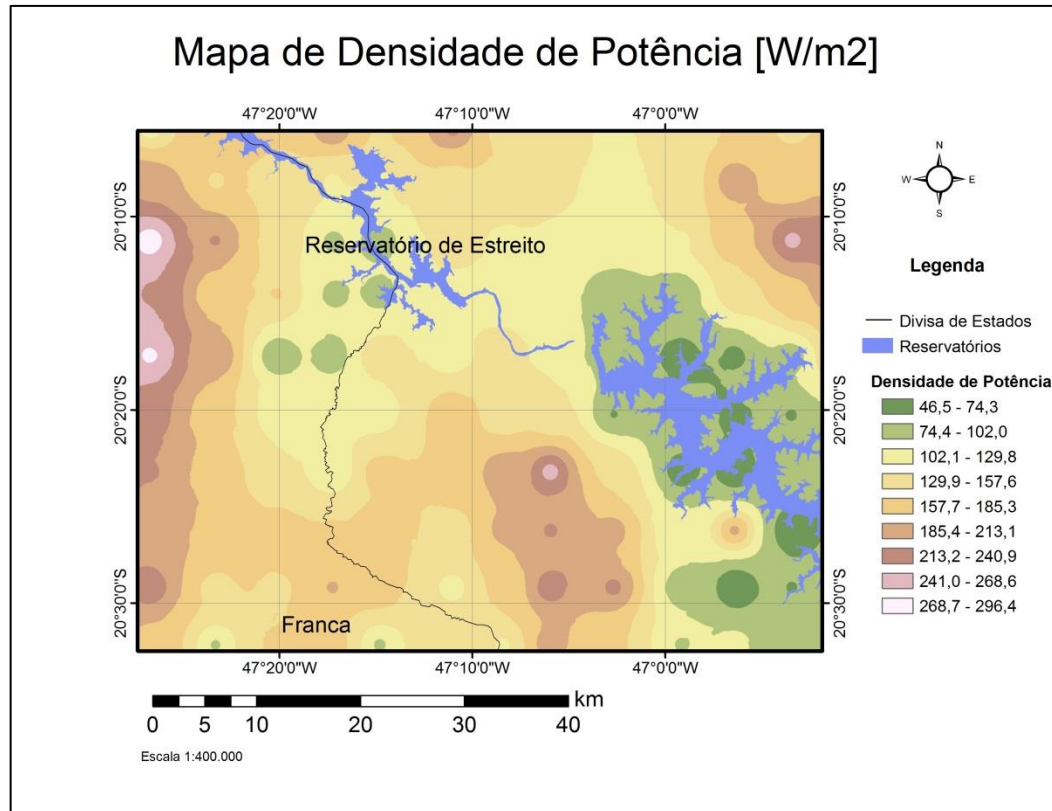 Mapa de Densidade de Potência [W/m2]
47°20'0"W 47°10'0"W 47°0'0"W
N
W E
S
20°10'0"S 20°10'0"S
Reservatório de Estreito
Legenda
Divisa de Estados
Reservatórios
Densidade de Potência
46,5 - 74,3
74,4 - 102,0
102,1 - 129,8
129,9 - 157,6
157,7 - 185,3
185,4 - 213,1
213,2 - 240,9
241,0 - 268,6
268,7 - 296,4
20°20'0"S 20°20'0"S
20°30'0"S 20°30'0"S
Franca
47°20'0"W 47°10'0"W 47°0'0"W
km
0 5 10 20 30 40
Escala 1:400.000